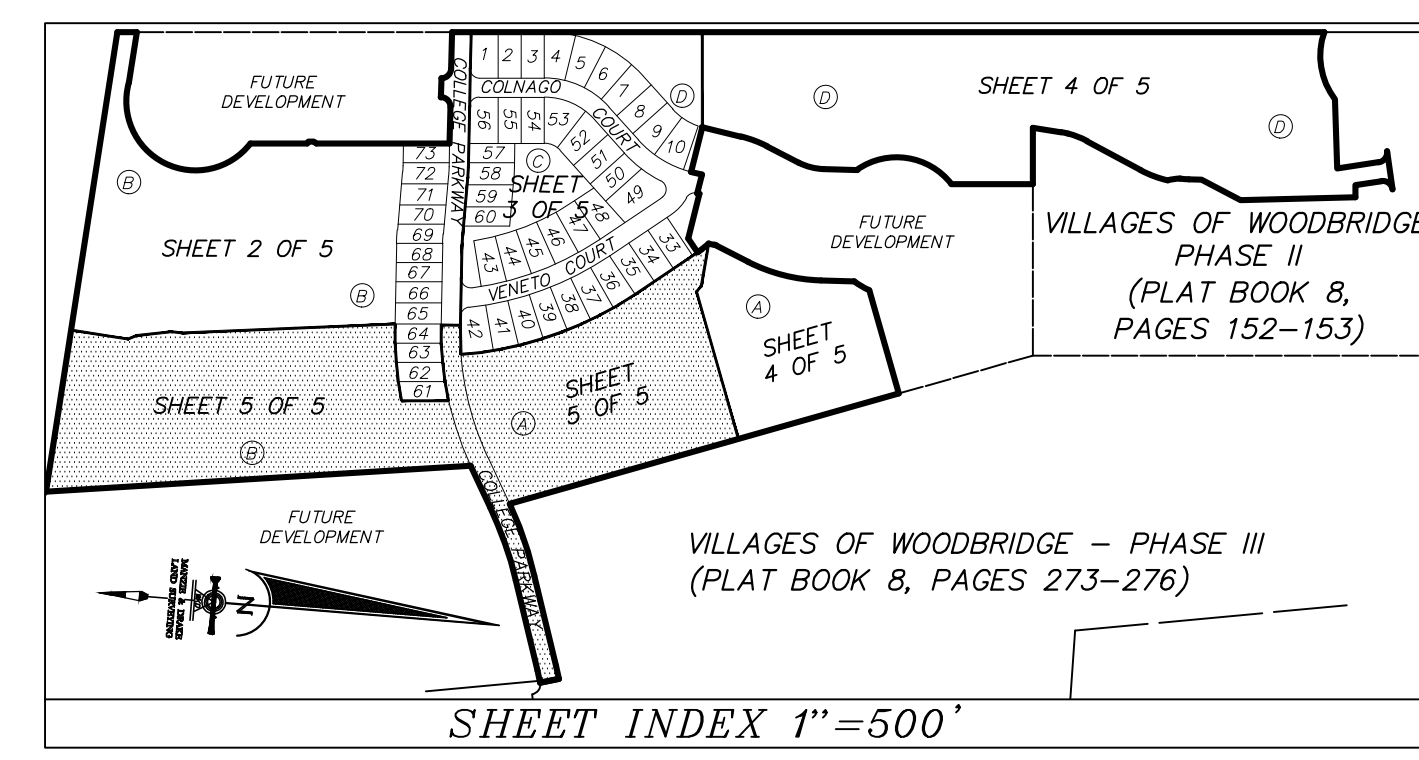 FUTURE
DEVELOPMENT
COLLEGE PARKWAY
1 2 3 4 5 6 7 8 9 10
COLNAGO
COURT
56 55 54 53 52 51 50 49
D
D
SHEET 4 OF 5
D
B
73
72
71
70
69
68
67
66
65
64
63
62
61
57
58
59
60
C
SHEET
3 OF 5
43 44 45 46 47 48
VENETO COURT
42 41 40 39 38 37 36 35 34 33
SHEET 2 OF 5
B
FUTURE
DEVELOPMENT
VILLAGES OF WOODBRIDGE
PHASE II
(PLAT BOOK 8,
PAGES 152-153)
A
SHEET
4 OF 5
SHEET 5 OF 5
B
SHEET
5 OF 5
A
COLLEGE PARKWAY
FUTURE
DEVELOPMENT
VILLAGES OF WOODBRIDGE - PHASE III
(PLAT BOOK 8, PAGES 273-276)
MANZIE & DRAKE
LAND SURVEYING
N
SHEET INDEX 1"=500'